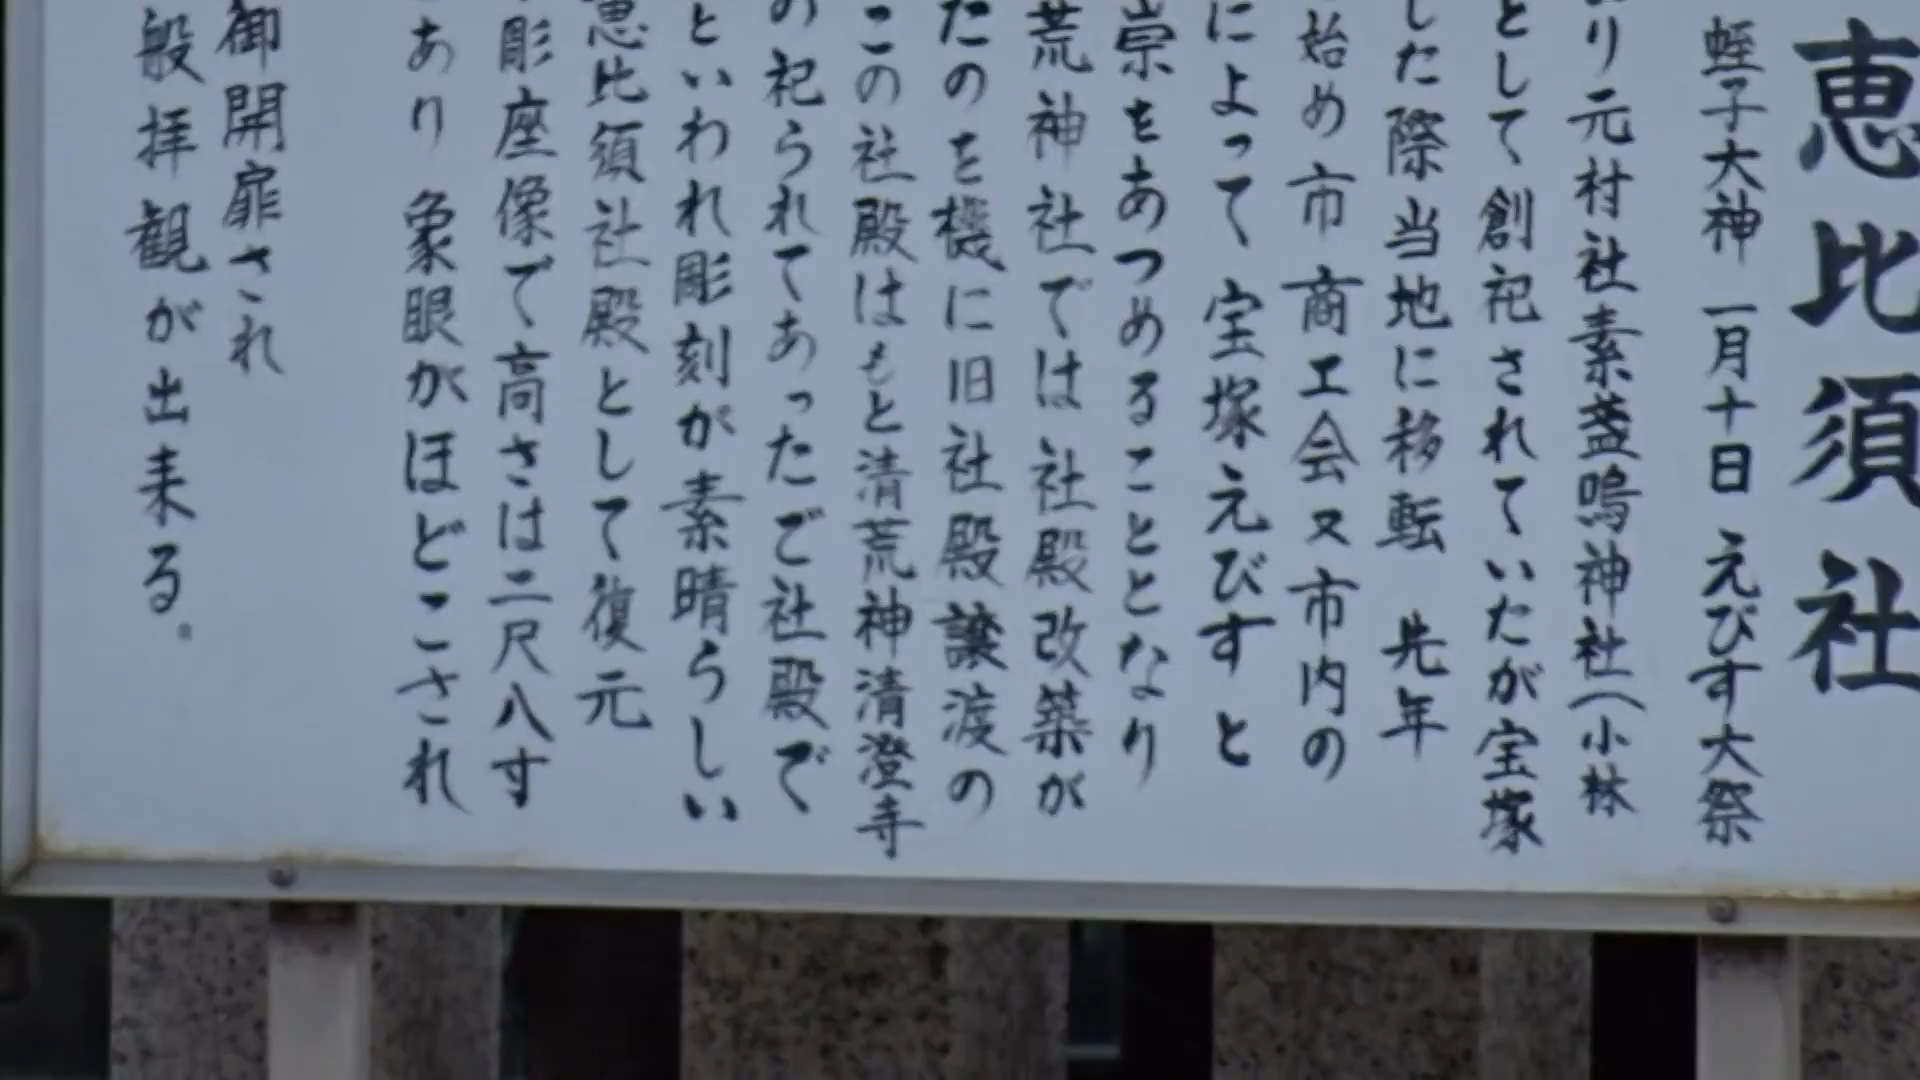 恵比須社
蛭子大神 一月十日 えびす大祭
り元村社素盞嗚神社(小林
として創祀されていたが宝塚
した際当地に移転 先年
始め市商工会又市内の
によって宝塚えびすと
崇をあつめることとなり
荒神社では社殿改築が
たのを機に旧社殿譲渡の
この社殿はもと清荒神清澄寺
の祀られてあったで社殿で
といわれ彫刻が素晴らしい
恵比須社殿として復元
彫座像で高さは二尺八寸
あり 象眼がほどこされ
御開扉され
般拝観が出来る。